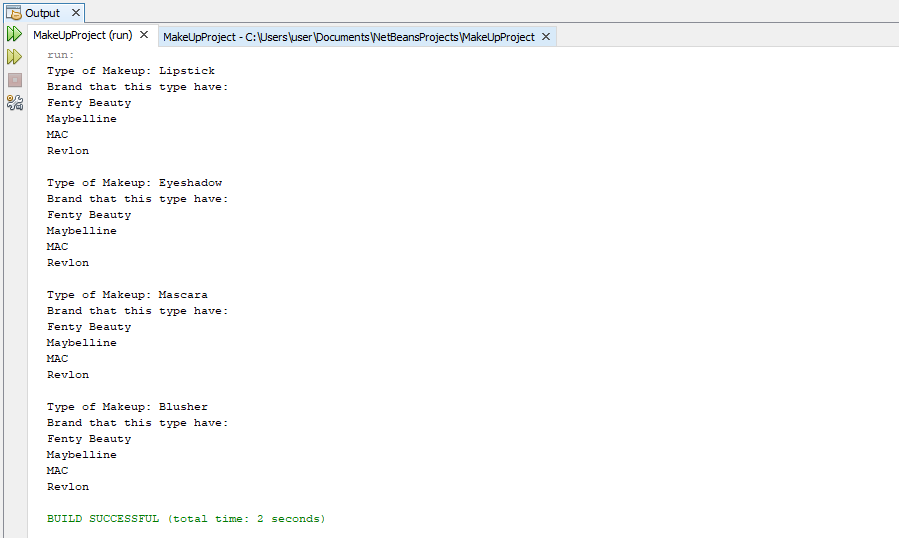 Output
MakeUpProject (run)
MakeUpProject - C:\Users\user\Documents\NetBeansProjects\MakeUpProject
run:
Type of Makeup: Lipstick
Brand that this type have:
Fenty Beauty
Maybelline
MAC
Revlon
Type of Makeup: Eyeshadow
Brand that this type have:
Fenty Beauty
Maybelline
MAC
Revlon
Type of Makeup: Mascara
Brand that this type have:
Fenty Beauty
Maybelline
MAC
Revlon
Type of Makeup: Blusher
Brand that this type have:
Fenty Beauty
Maybelline
MAC
Revlon
BUILD SUCCESSFUL (total time: 2 seconds)